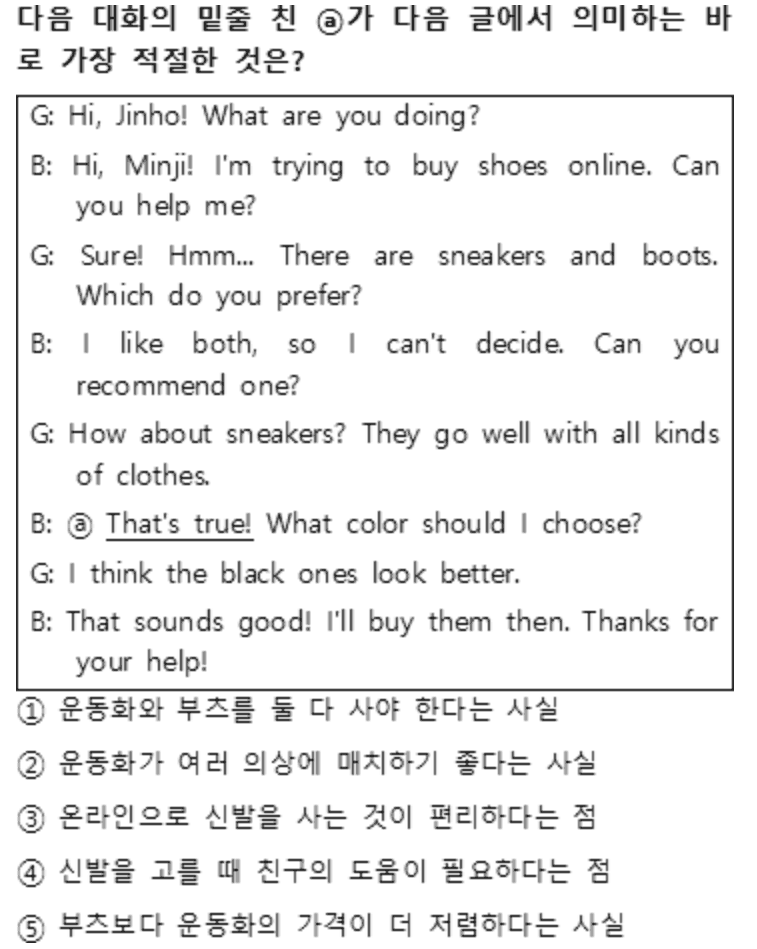 다음 대화의 밑줄 친 ⓐ가 다음 글에서 의미하는 바
로 가장 적절한 것은?
G: Hi, Jinho! What are you doing?
B: Hi, Minji! I'm trying to buy shoes online. Can
you help me?
G: Sure! Hmm... There are sneakers and boots.
Which do you prefer?
B: I like both, so I can't decide. Can you
recommend one?
G: How about sneakers? They go well with all kinds
of clothes.
B: ⓐ That's true! What color should I choose?
G: I think the black ones look better.
B: That sounds good! I'll buy them then. Thanks for
your help!
① 운동화와 부츠를 둘 다 사야 한다는 사실
② 운동화가 여러 의상에 매치하기 좋다는 사실
③ 온라인으로 신발을 사는 것이 편리하다는 점
④ 신발을 고를 때 친구의 도움이 필요하다는 점
⑤ 부츠보다 운동화의 가격이 더 저렴하다는 사실